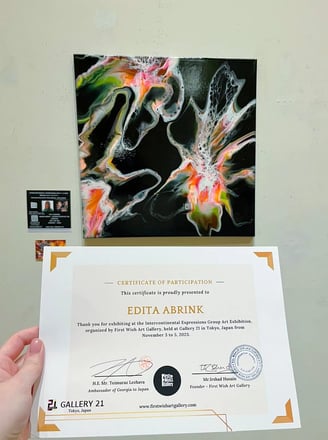 CERTIFICATE OF PARTICIPATION
This certificate is proudly presented to
EDITA ABRINK
Thank you for exhibiting at the Intercontinental Expressions Group Art Exhibition,
organized by First Wish Art Gallery, held at Gallery 21 in Tokyo, Japan from
November 3 to 5, 2025.
H.E. Mr. Teimuraz Lezhava
Ambassador of Georgia to Japan
Mr. Irshad Husain
Founder - First Wish Art Gallery
GALLERY 21
Tokyo, Japan
www.firstwishartgallery.com